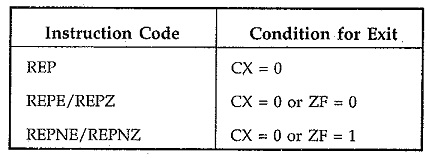 Instruction Code Condition for Exit
REP CX = 0
REPE/REPZ CX = 0 or ZF = 0
REPNE/REPNZ CX = 0 or ZF = 1